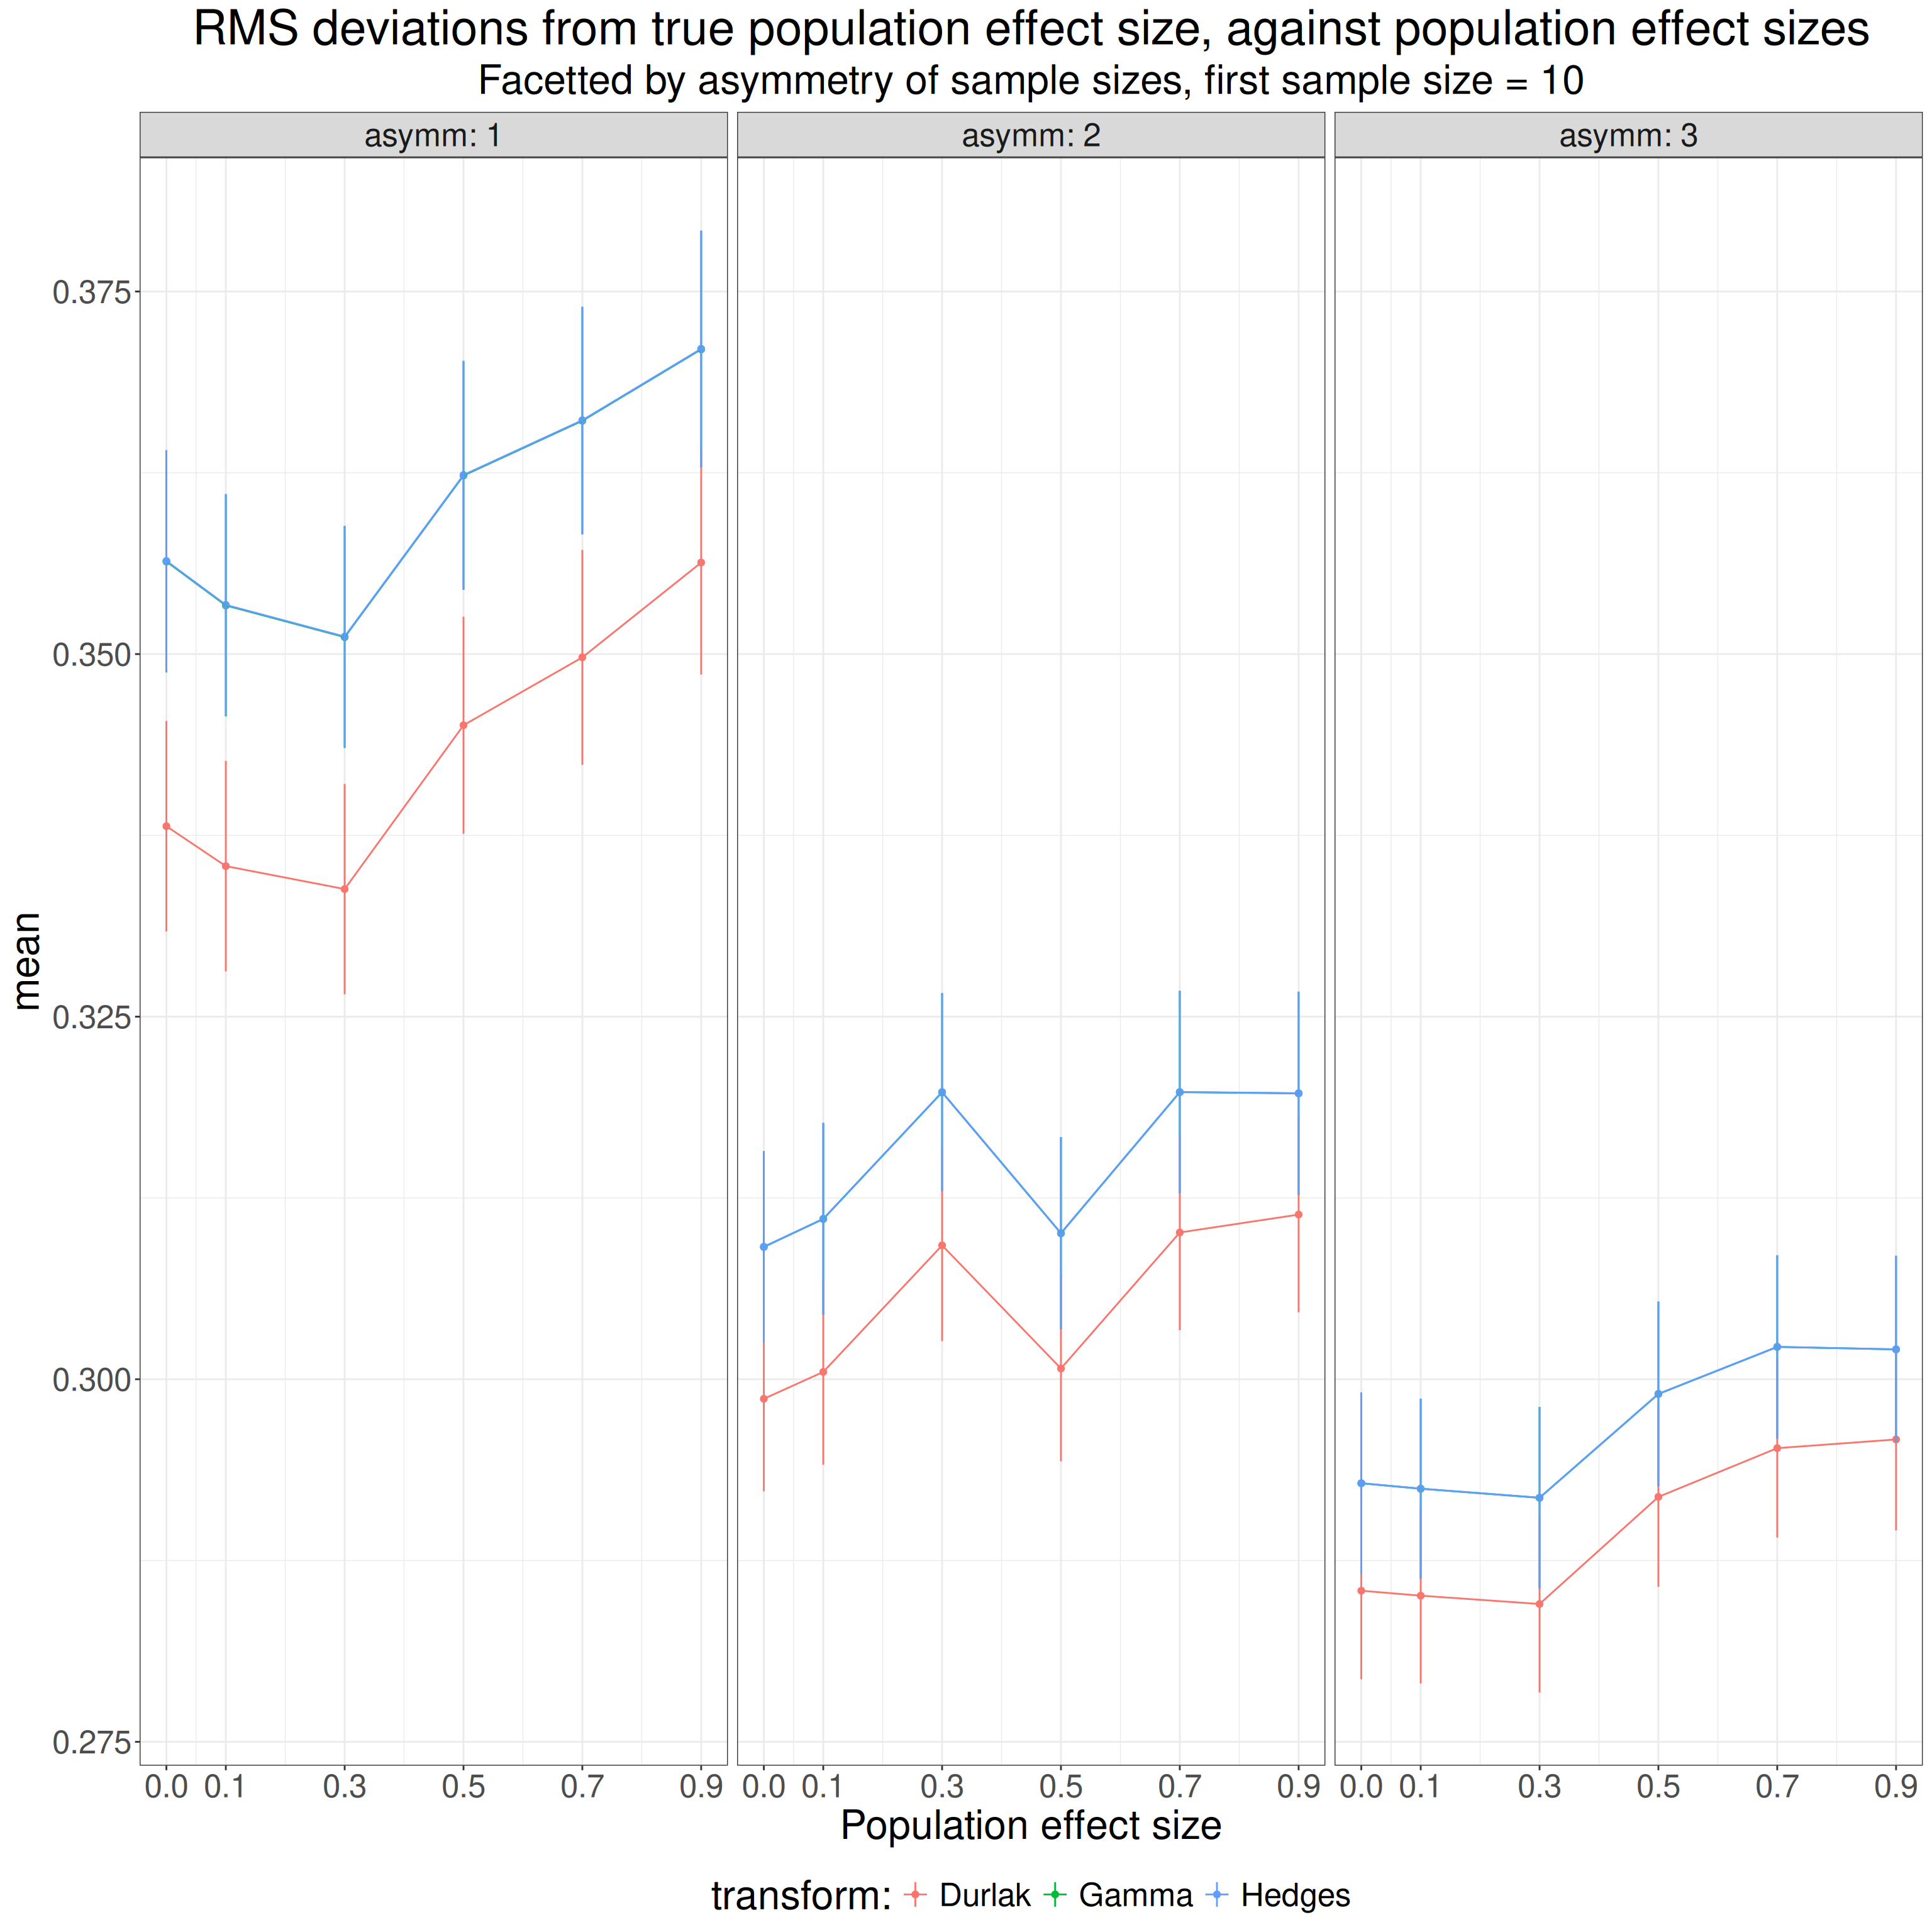 RMS deviations from true population effect size, against population effect sizes
Facetted by asymmetry of sample sizes, first sample size = 10
asymm: 1 asymm: 2 asymm: 3
0.375
0.350
0.325
0.300
0.275
mean
0.0 0.1 0.3 0.5 0.7 0.9 0.0 0.1 0.3 0.5 0.7 0.9 0.0 0.1 0.3 0.5 0.7 0.9
Population effect size
transform: Durlak Gamma Hedges